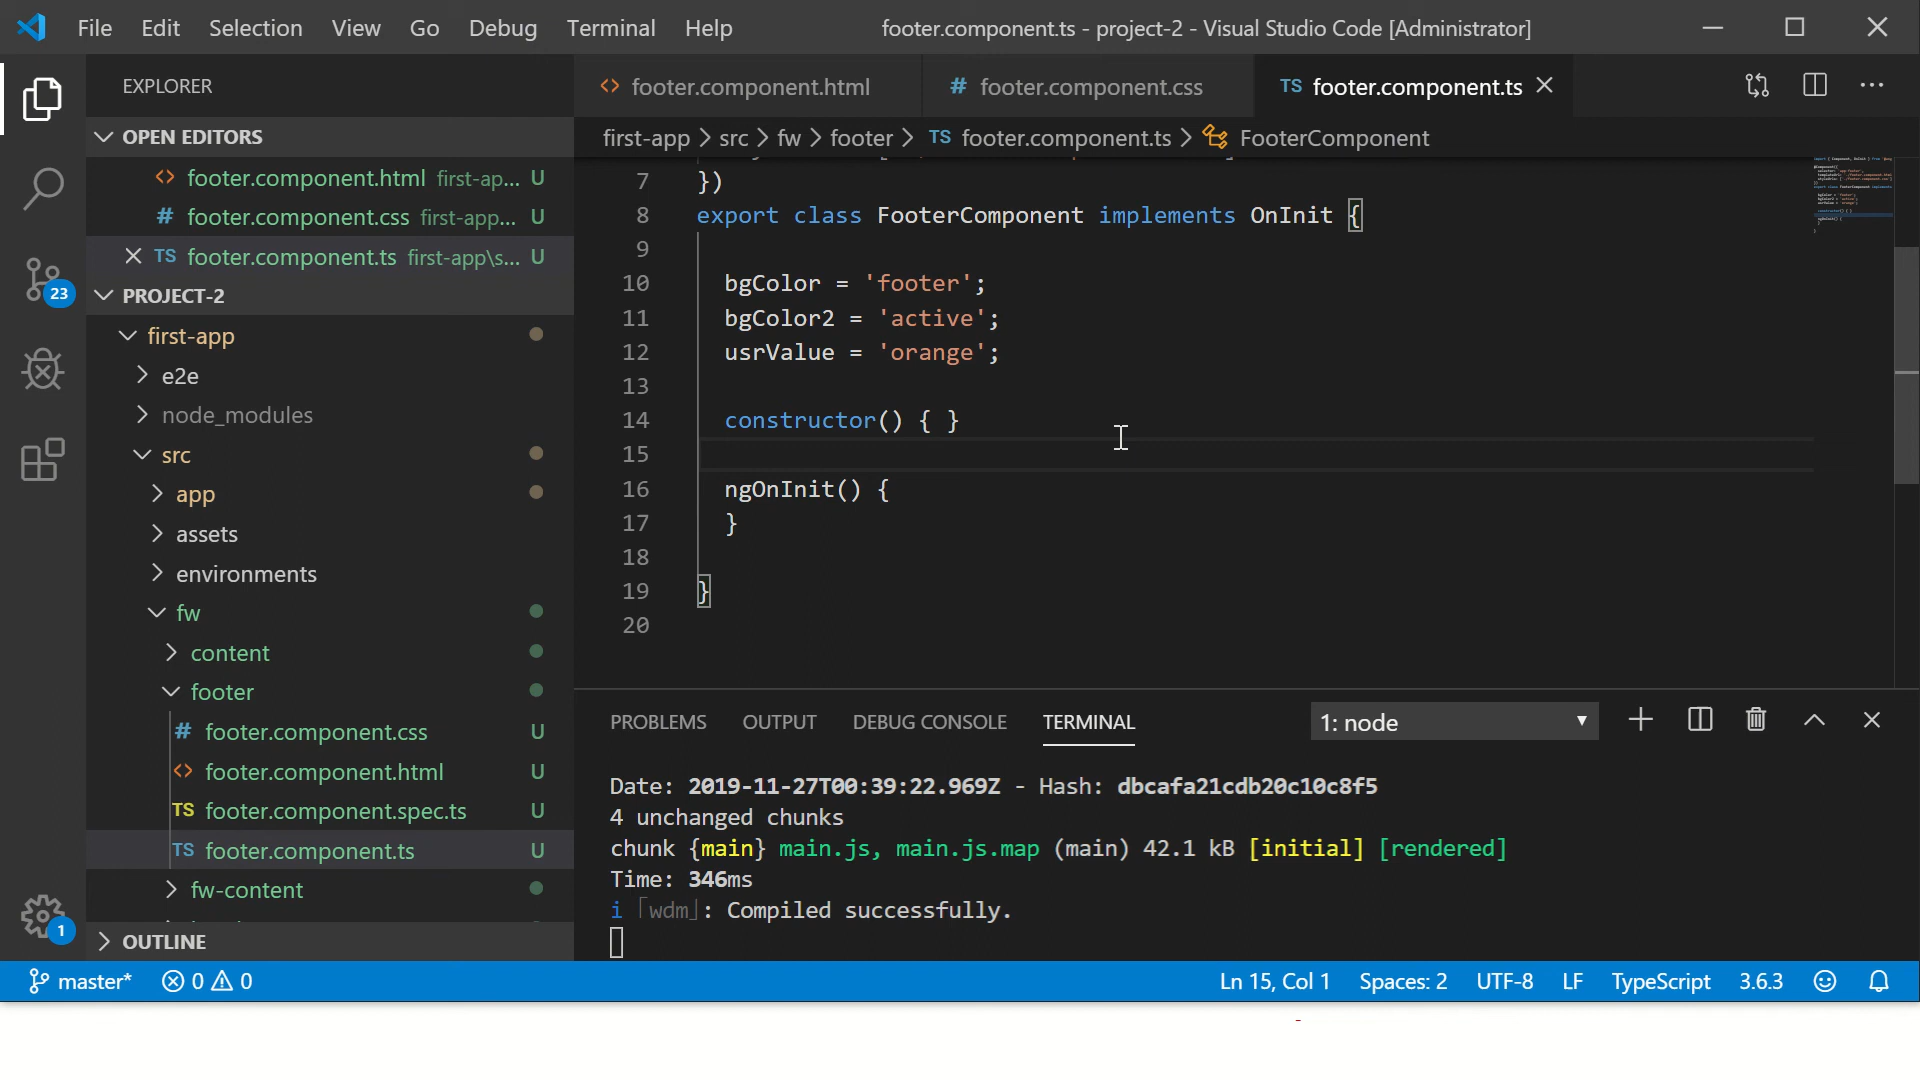 File Edit Selection View Go Debug Terminal Help footer.component.ts - project-2 - Visual Studio Code [Administrator]
EXPLORER
OPEN EDITORS
footer.component.html first-ap... U
footer.component.css first-app... U
TS footer.component.ts first-app\s... U
PROJECT-2
first-app
e2e
node_modules
src
app
assets
environments
fw
content
footer
footer.component.css U
footer.component.html U
TS footer.component.spec.ts U
TS footer.component.ts U
fw-content
OUTLINE
23
1
footer.component.html # footer.component.css TS footer.component.ts
first-app > src > fw > footer > TS footer.component.ts > FooterComponent
7 })
8 export class FooterComponent implements OnInit {
9
10 bgColor = 'footer';
11 bgColor2 = 'active';
12 usrValue = 'orange';
13
14 constructor() { }
15
16 ngOnInit() {
17 }
18
19 }
20
PROBLEMS OUTPUT DEBUG CONSOLE TERMINAL 1: node
Date: 2019-11-27T00:39:22.969Z - Hash: dbcafa21cdb20c10c8f5
4 unchanged chunks
chunk {main} main.js, main.js.map (main) 42.1 kB [initial] [rendered]
Time: 346ms
i ｢wdm｣: Compiled successfully.
master* 0 0 Ln 15, Col 1 Spaces: 2 UTF-8 LF TypeScript 3.6.3